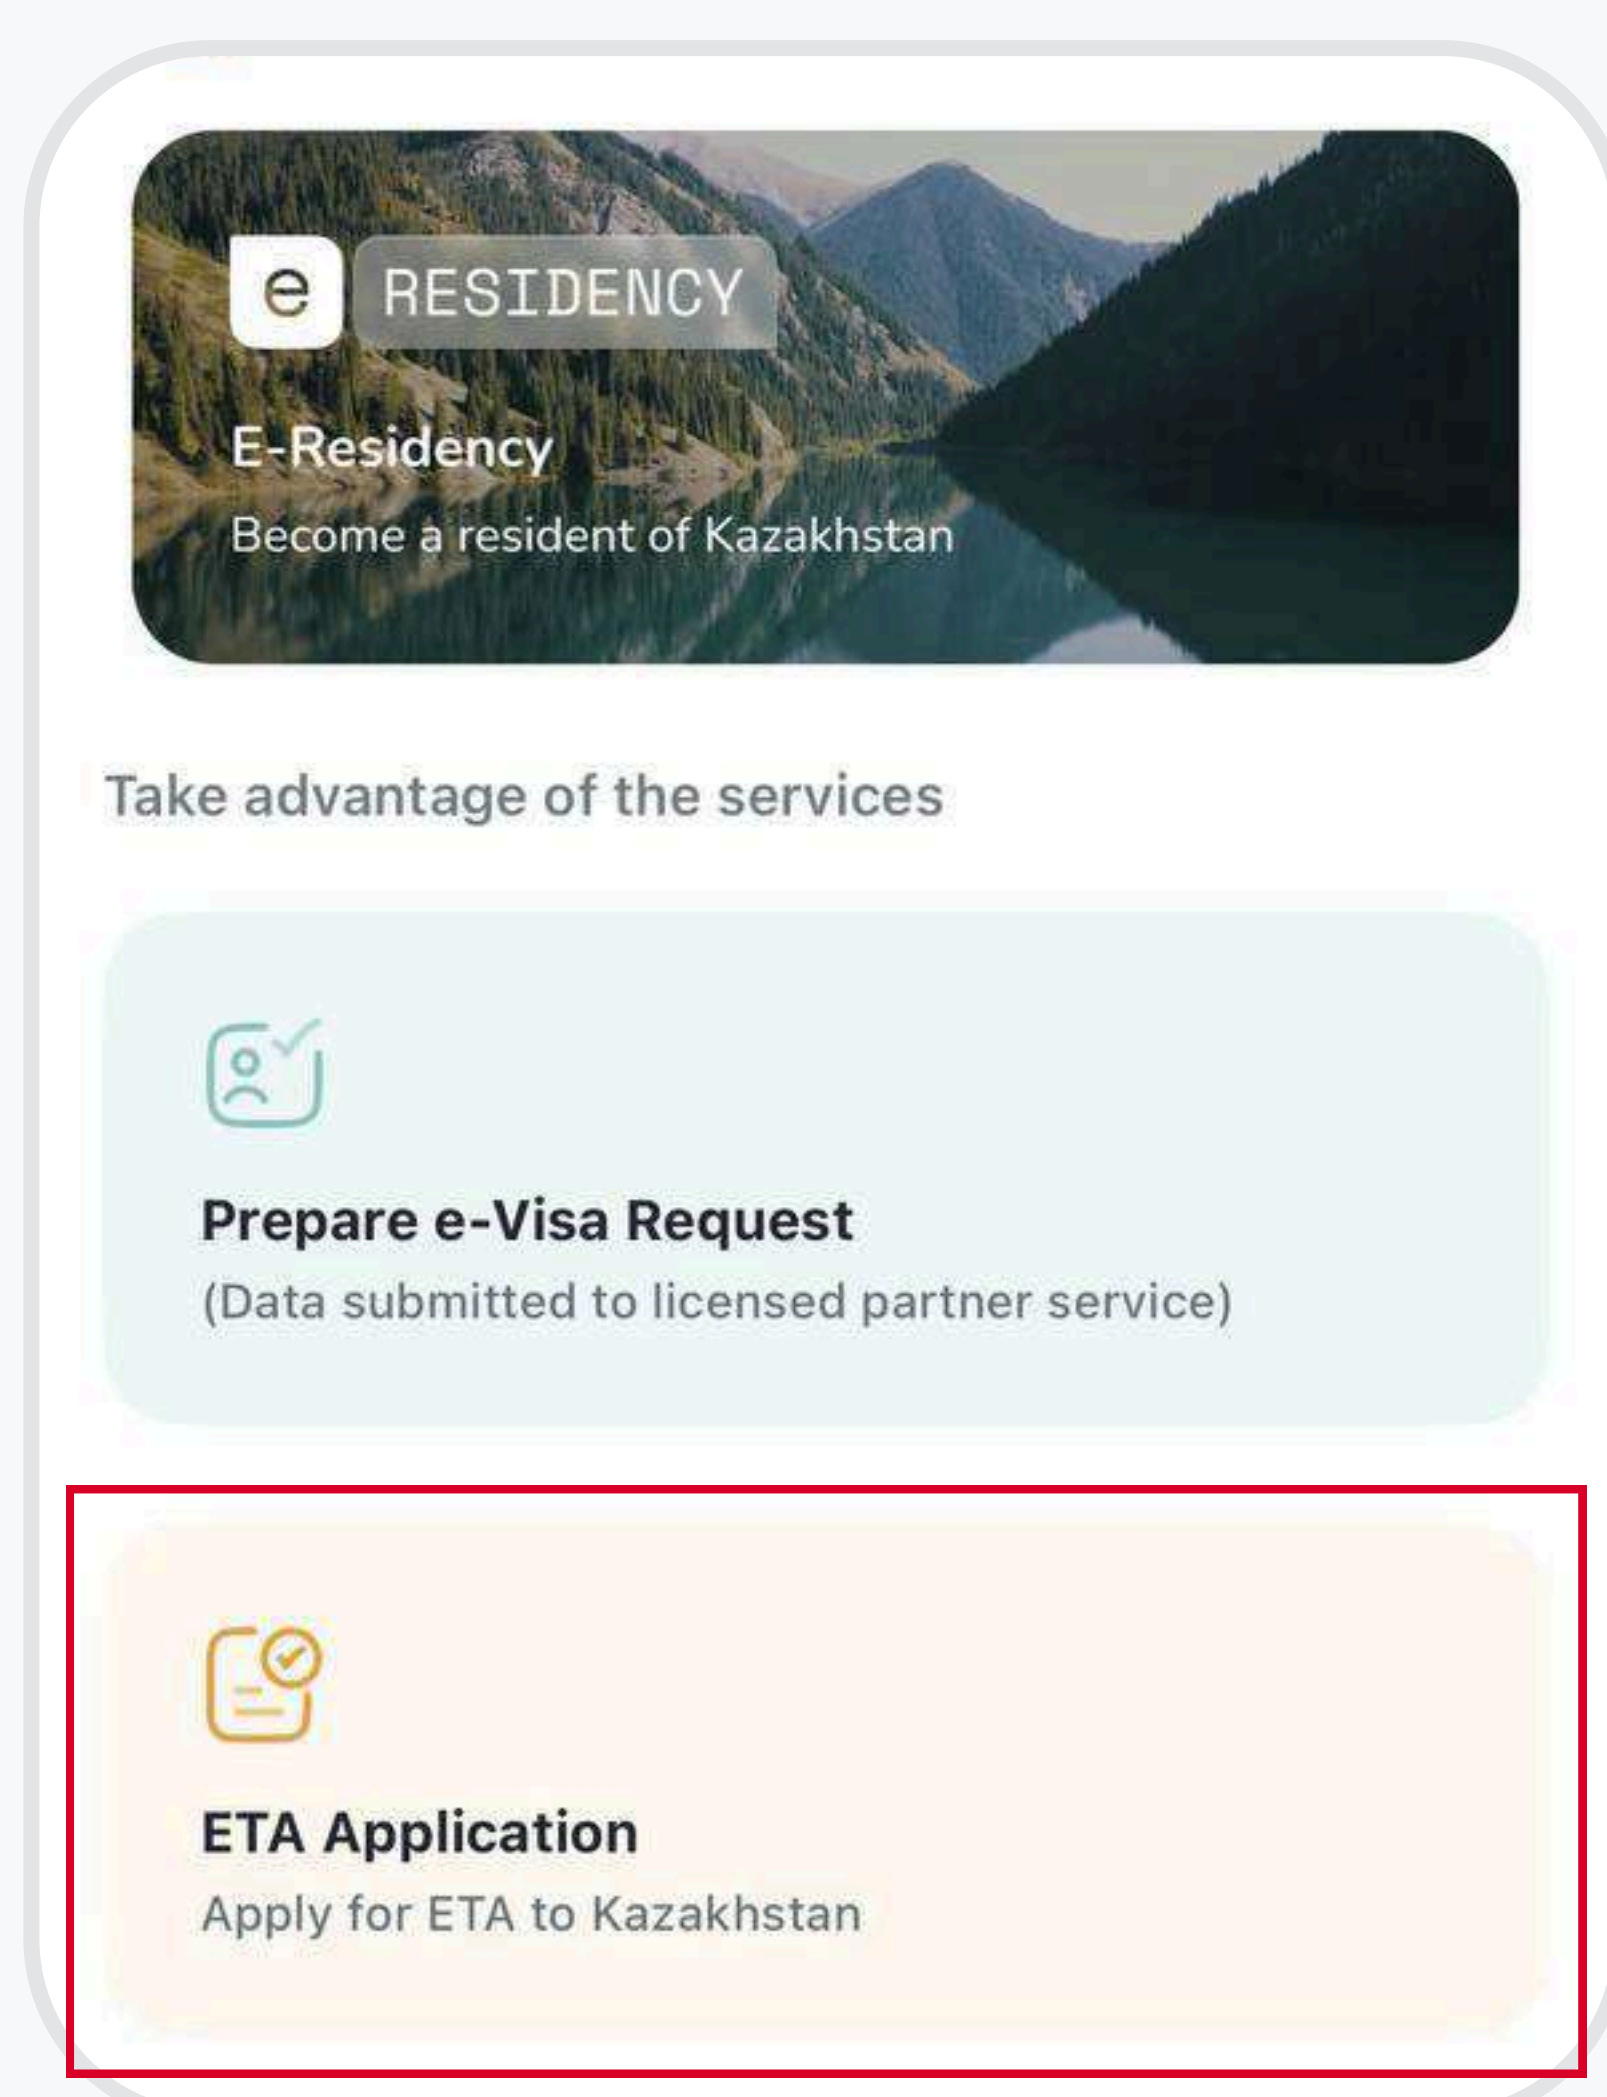 e RESIDENCY
E-Residency
Become a resident of Kazakhstan
Take advantage of the services
Prepare e-Visa Request
(Data submitted to licensed partner service)
ETA Application
Apply for ETA to Kazakhstan